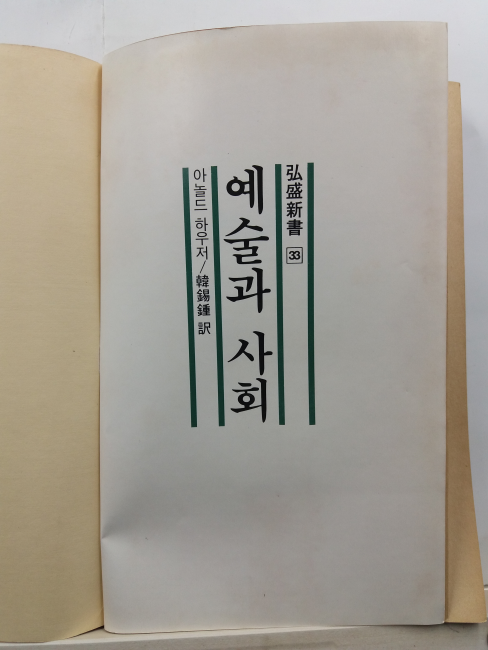 弘盛新書 33
예술과 사회
아놀드 하우저/韓錫鍾 訳